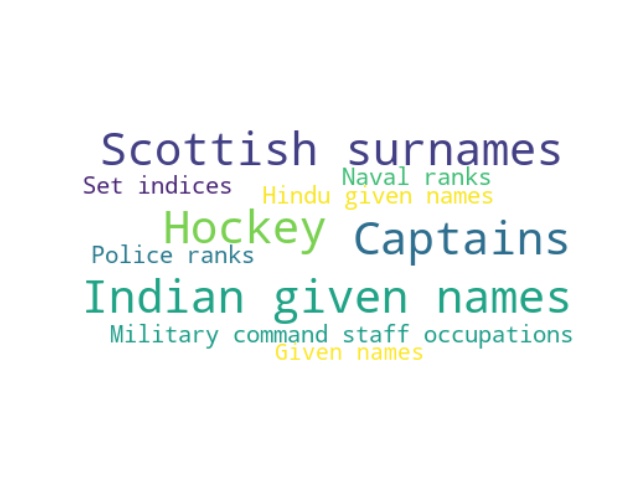 Scottish surnames
Naval ranks
Set indices
Hindu given names
Hockey
Captains
Police ranks
Indian given names
Military command staff occupations
Given names